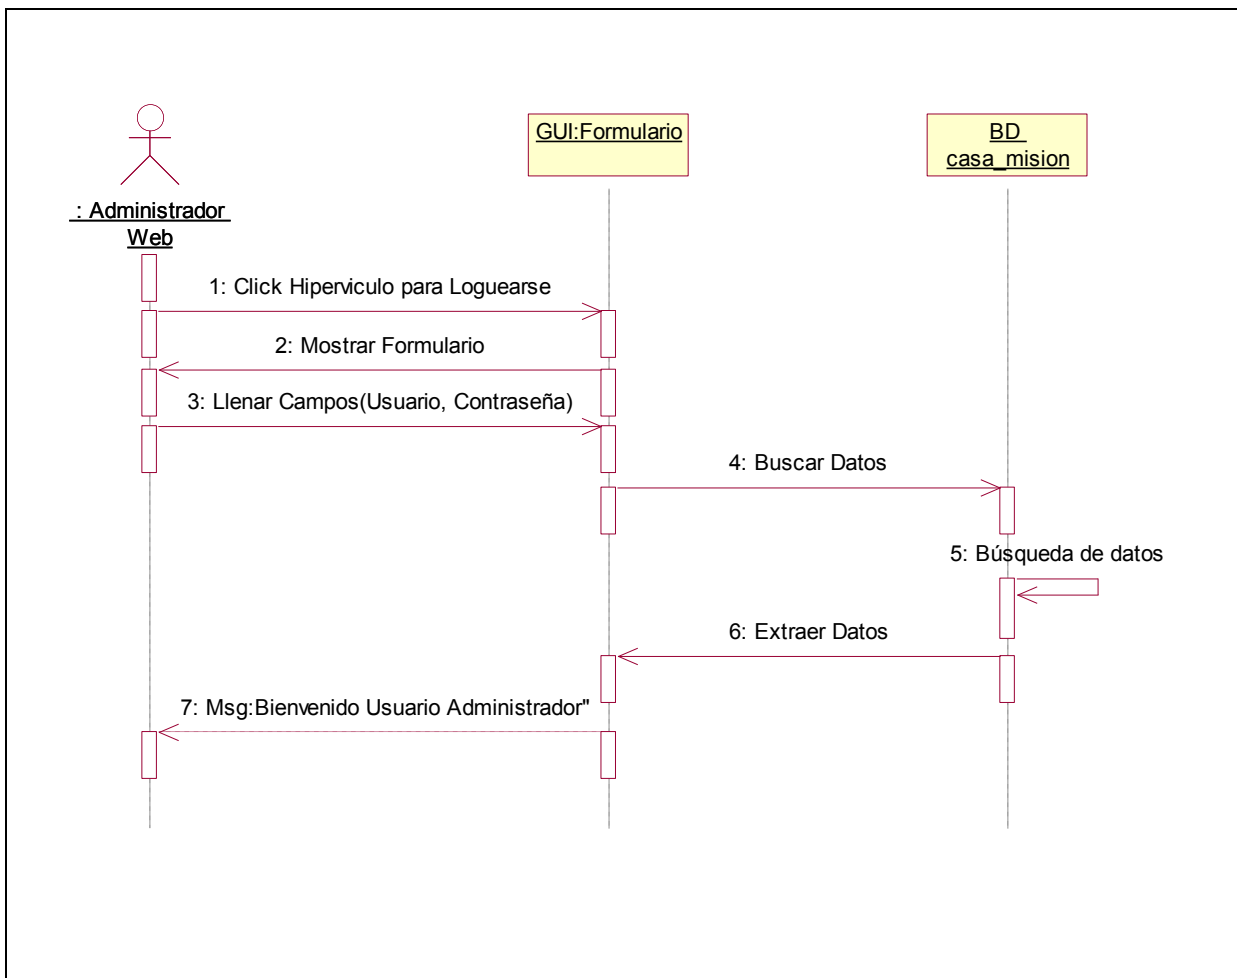 GUI:Formulario
BD
casa_mision
: Administrador
Web
1: Click Hiperviculo para Loguearse
2: Mostrar Formulario
3: Llenar Campos(Usuario, Contraseña)
4: Buscar Datos
5: Búsqueda de datos
6: Extraer Datos
7: Msg:Bienvenido Usuario Administrador"